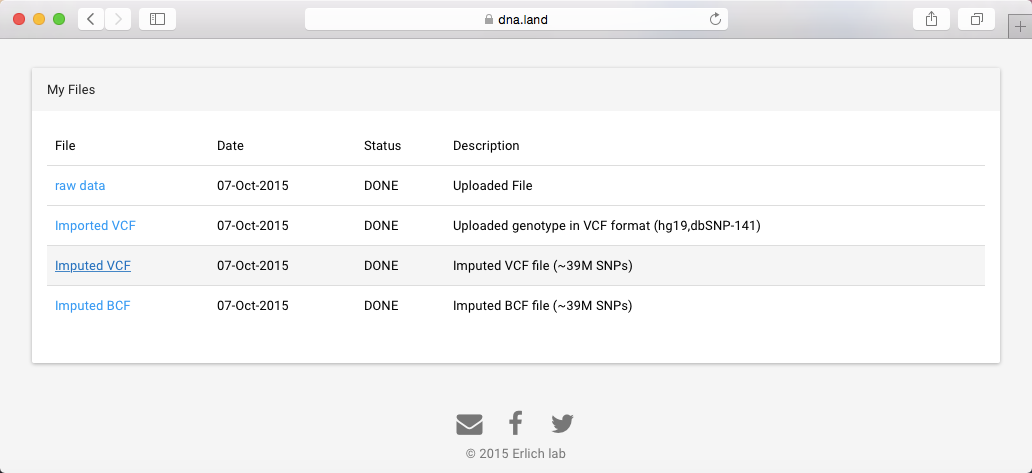 dna.land
My Files
File Date Status Description
raw data 07-Oct-2015 DONE Uploaded File
Imported VCF 07-Oct-2015 DONE Uploaded genotype in VCF format (hg19,dbSNP-141)
Imputed VCF 07-Oct-2015 DONE Imputed VCF file (~39M SNPs)
Imputed BCF 07-Oct-2015 DONE Imputed BCF file (~39M SNPs)
© 2015 Erlich lab